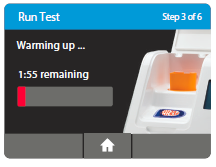 Run Test
Step 3 of 6
Warming up ...
1:55 remaining